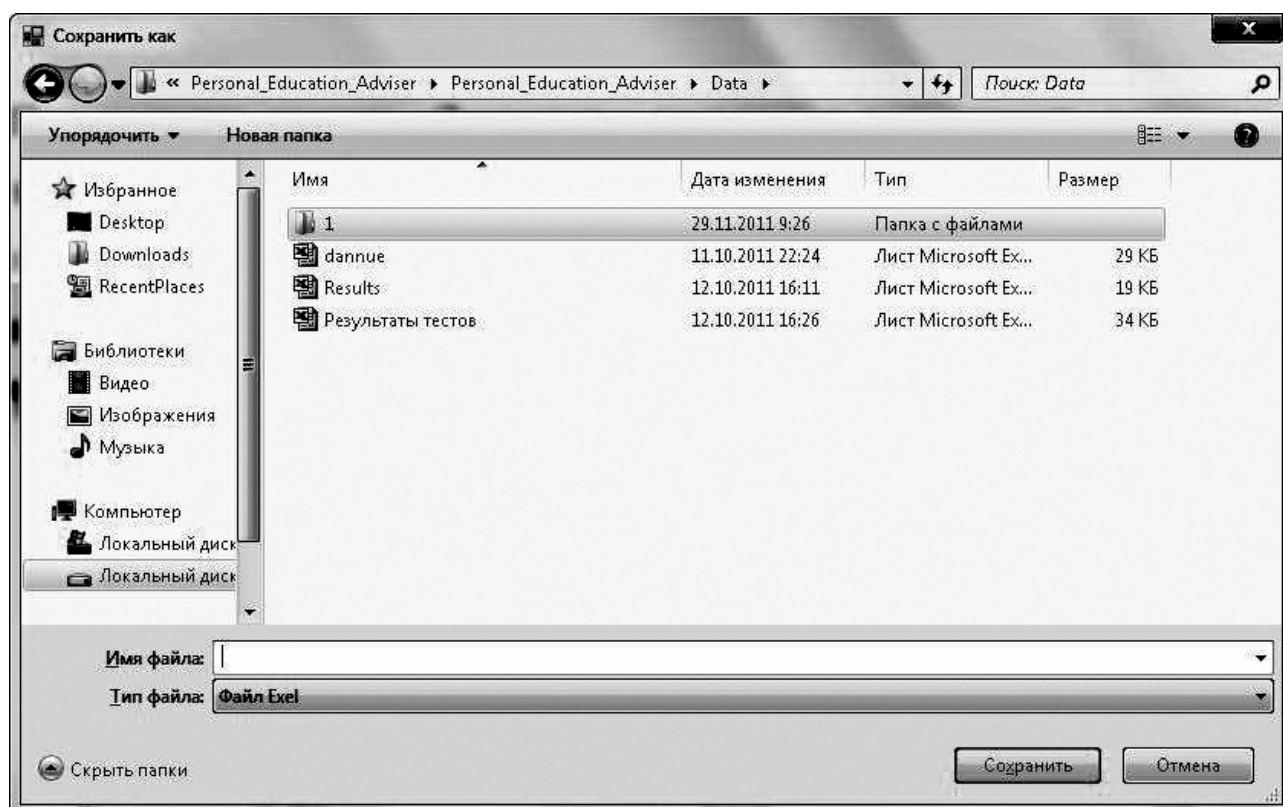 Сохранить как
« Personal_Education_Adviser Personal_Education_Adviser Data Поиск: Data
Упорядочить Новая папка
Избранное
Desktop
Downloads
RecentPlaces
Библиотеки
Видео
Изображения
Музыка
Компьютер
Локальный диск
Локальный диск
Имя Дата изменения Тип Размер
1 29.11.2011 9:26 Папка с файлами
dannue 11.10.2011 22:24 Лист Microsoft Ex... 29 КБ
Results 12.10.2011 16:11 Лист Microsoft Ex... 19 КБ
Результаты тестов 12.10.2011 16:26 Лист Microsoft Ex... 34 КБ
Имя файла:
Тип файла: Файл Exel
Скрыть папки Сохранить Отмена